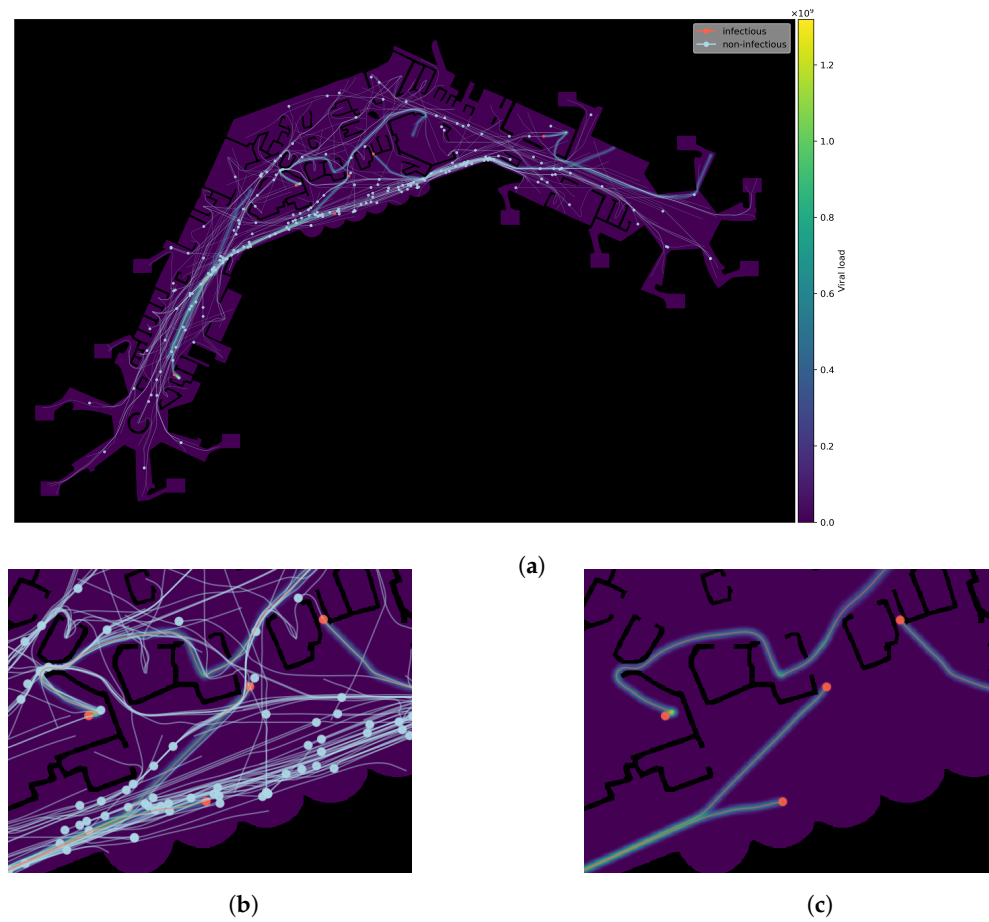 ×10⁹
infectious
non-infectious
1.2
1.0
0.8
0.6
0.4
0.2
0.0
Viral load
(a)
(b)
(c)